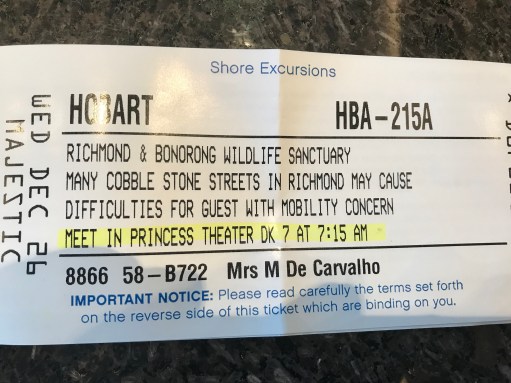 Shore Excursions
WED DEC 26
MAJESTIC
HOBART HBA-215A
RICHMOND & BONORONG WILDLIFE SANCTUARY
MANY COBBLE STONE STREETS IN RICHMOND MAY CAUSE
DIFFICULTIES FOR GUEST WITH MOBILITY CONCERN
MEET IN PRINCESS THEATER DK 7 AT 7:15 AM
8866 58-B722 Mrs M De Carvalho
IMPORTANT NOTICE: Please read carefully the terms set forth
on the reverse side of this ticket which are binding on you.